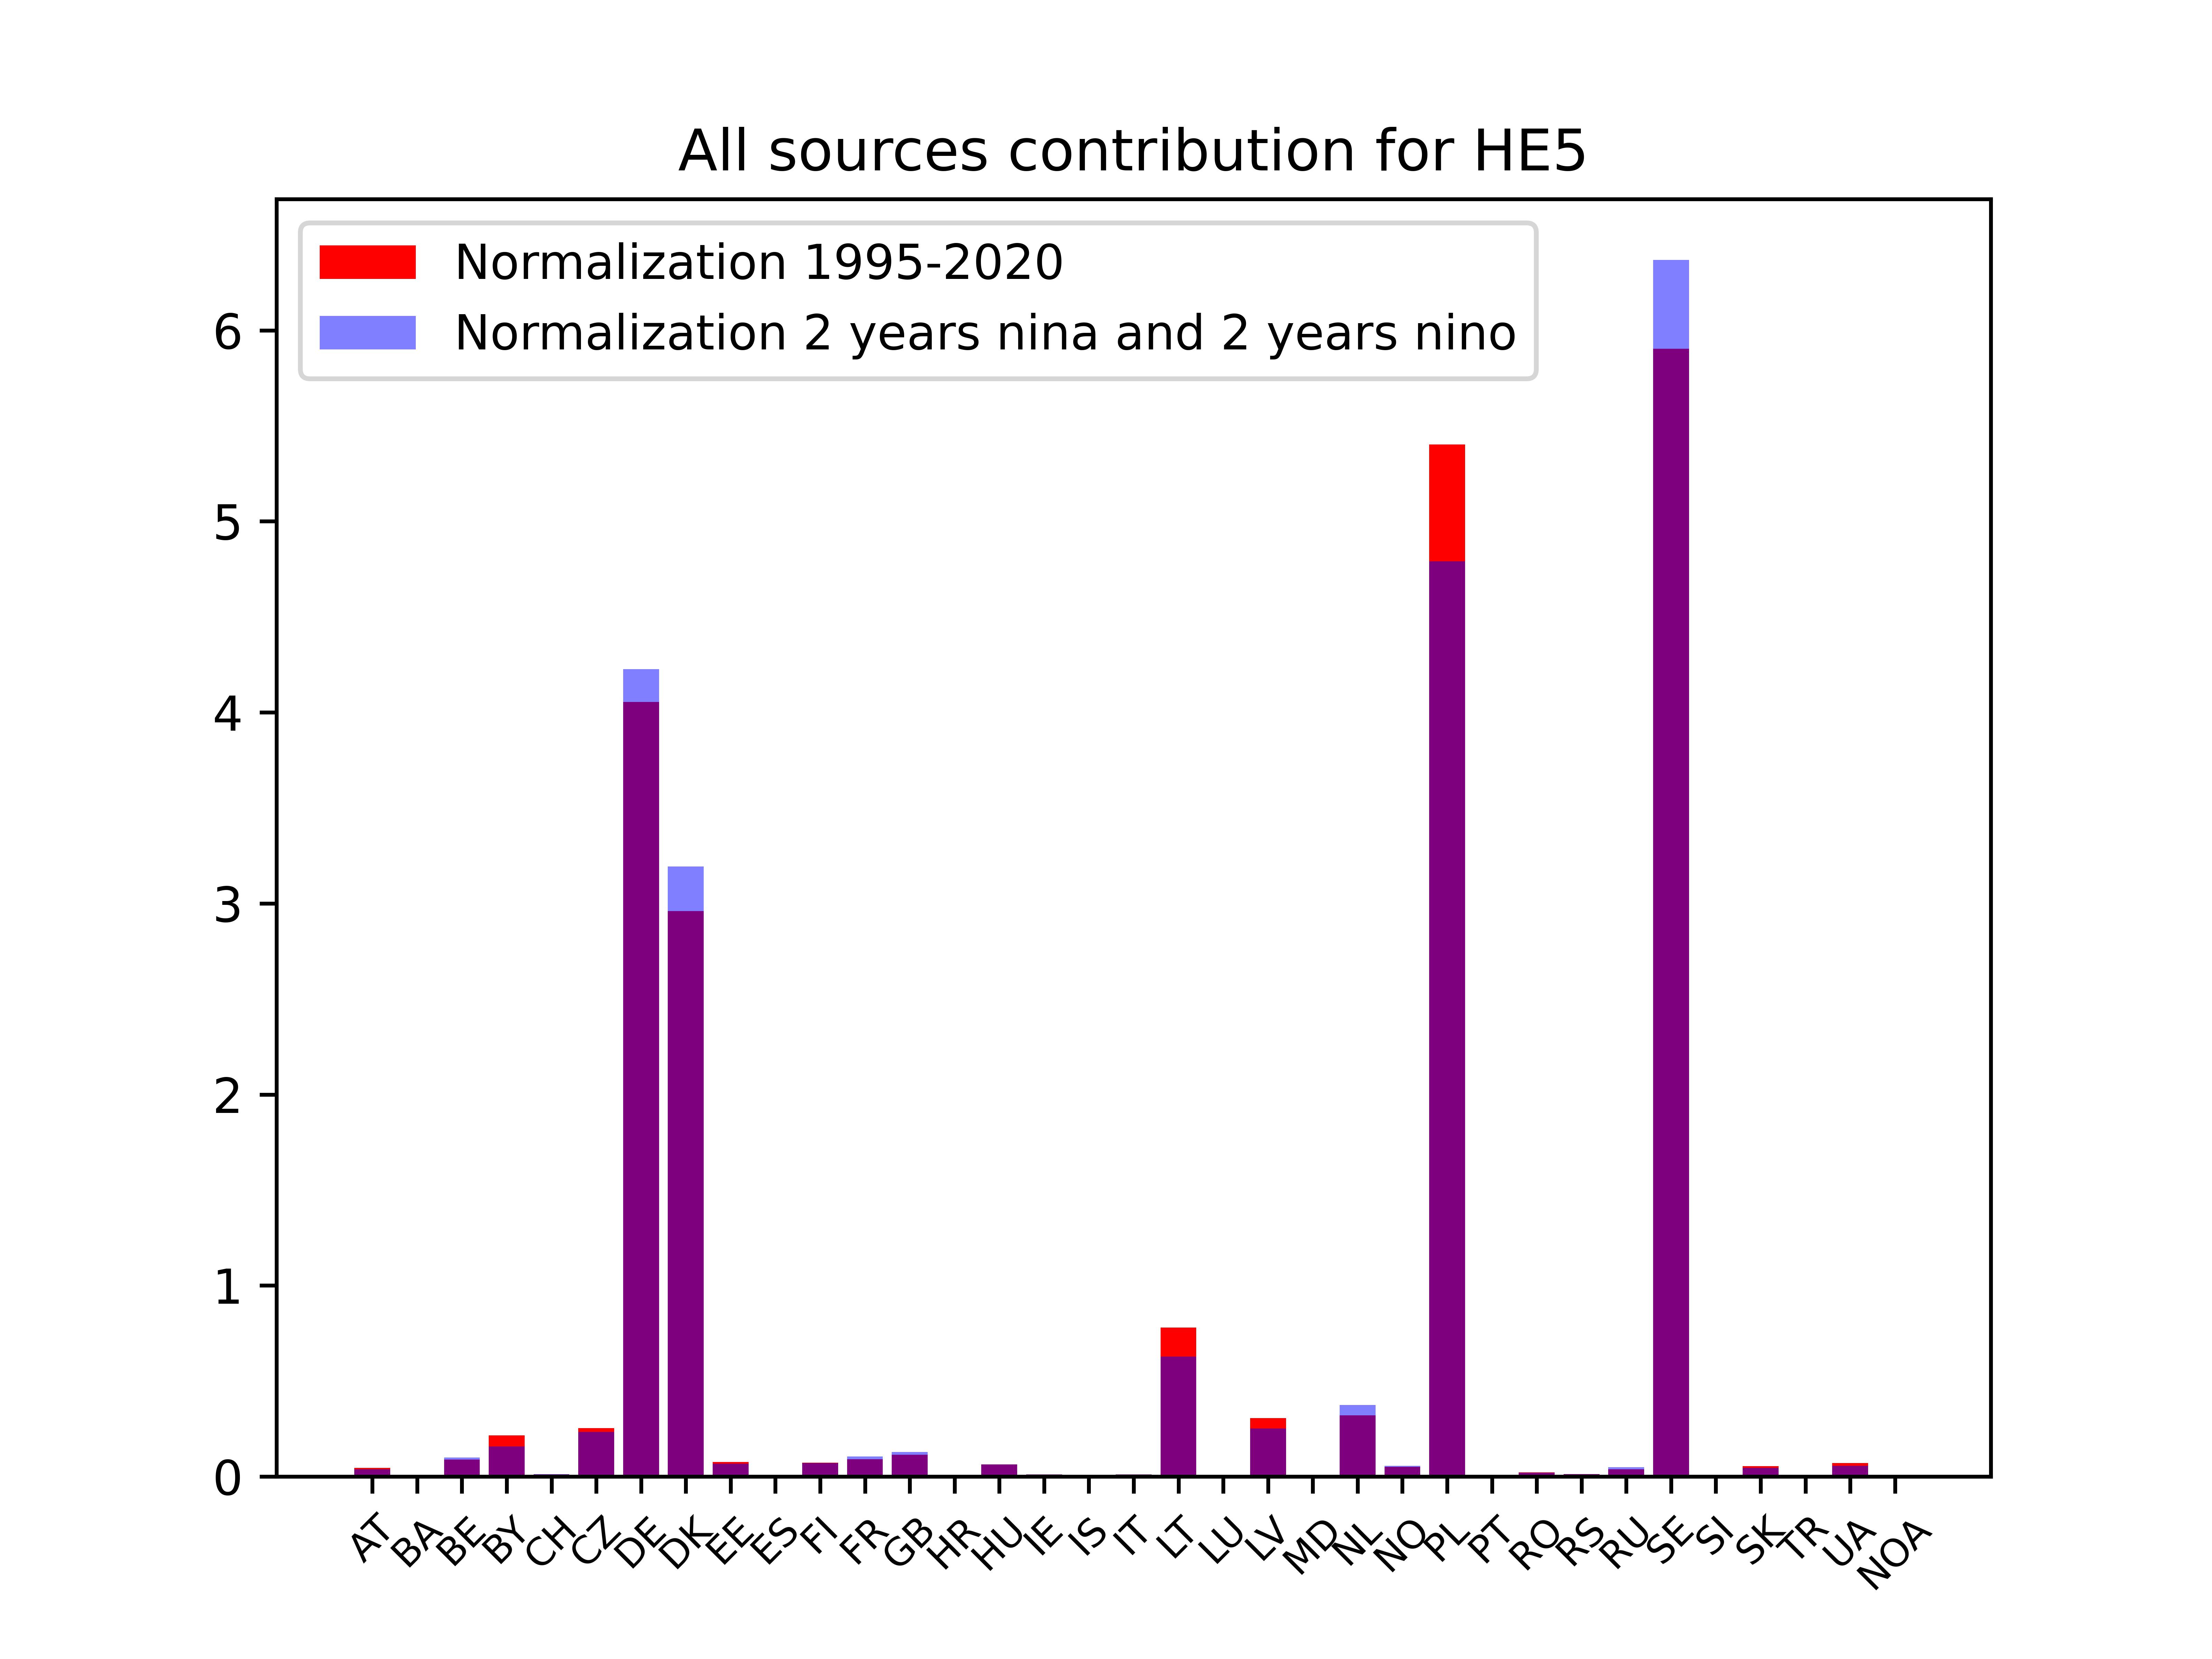 All sources contribution for HE5
Normalization 1995-2020
Normalization 2 years nina and 2 years nino
6
5
4
3
2
1
0
AT
BA
BE
BY
CH
CZ
DE
DK
EE
ES
FI
FR
GB
HR
HU
IE
IS
IT
LT
LU
LV
MD
NL
NO
PL
PT
RO
RS
RU
SE
SI
SK
TR
UA
NOA